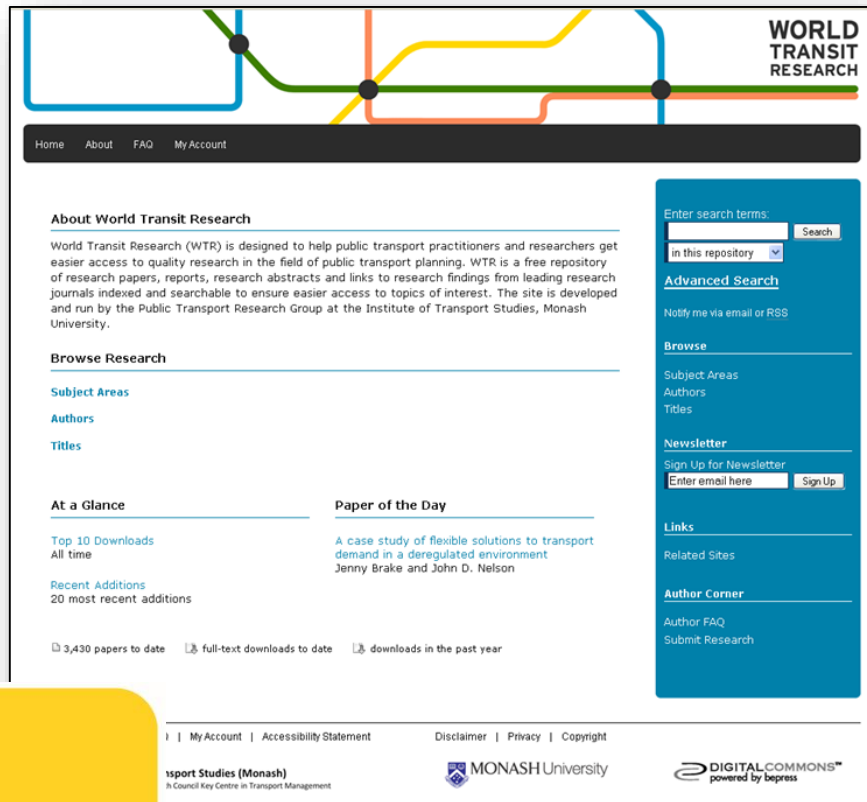 WORLD
TRANSIT
RESEARCH
Home About FAQ My Account
About World Transit Research
World Transit Research (WTR) is designed to help public transport practitioners and researchers get
easier access to quality research in the field of public transport planning. WTR is a free repository
of research papers, reports, research abstracts and links to research findings from leading research
journals indexed and searchable to ensure easier access to topics of interest. The site is developed
and run by the Public Transport Research Group at the Institute of Transport Studies, Monash
University.
Browse Research
Subject Areas
Authors
Titles
At a Glance
Top 10 Downloads
All time
Recent Additions
20 most recent additions
Paper of the Day
A case study of flexible solutions to transport
demand in a deregulated environment
Jenny Brake and John D. Nelson
3,430 papers to date full-text downloads to date downloads in the past year
Enter search terms:
Search
in this repository
Advanced Search
Notify me via email or RSS
Browse
Subject Areas
Authors
Titles
Newsletter
Sign Up for Newsletter
Enter email here Sign Up
Links
Related Sites
Author Corner
Author FAQ
Submit Research
| My Account | Accessibility Statement Disclaimer | Privacy | Copyright
nsport Studies (Monash)
h Council Key Centre in Transport Management
MONASH University
DIGITALCOMMONS™
powered by bepress